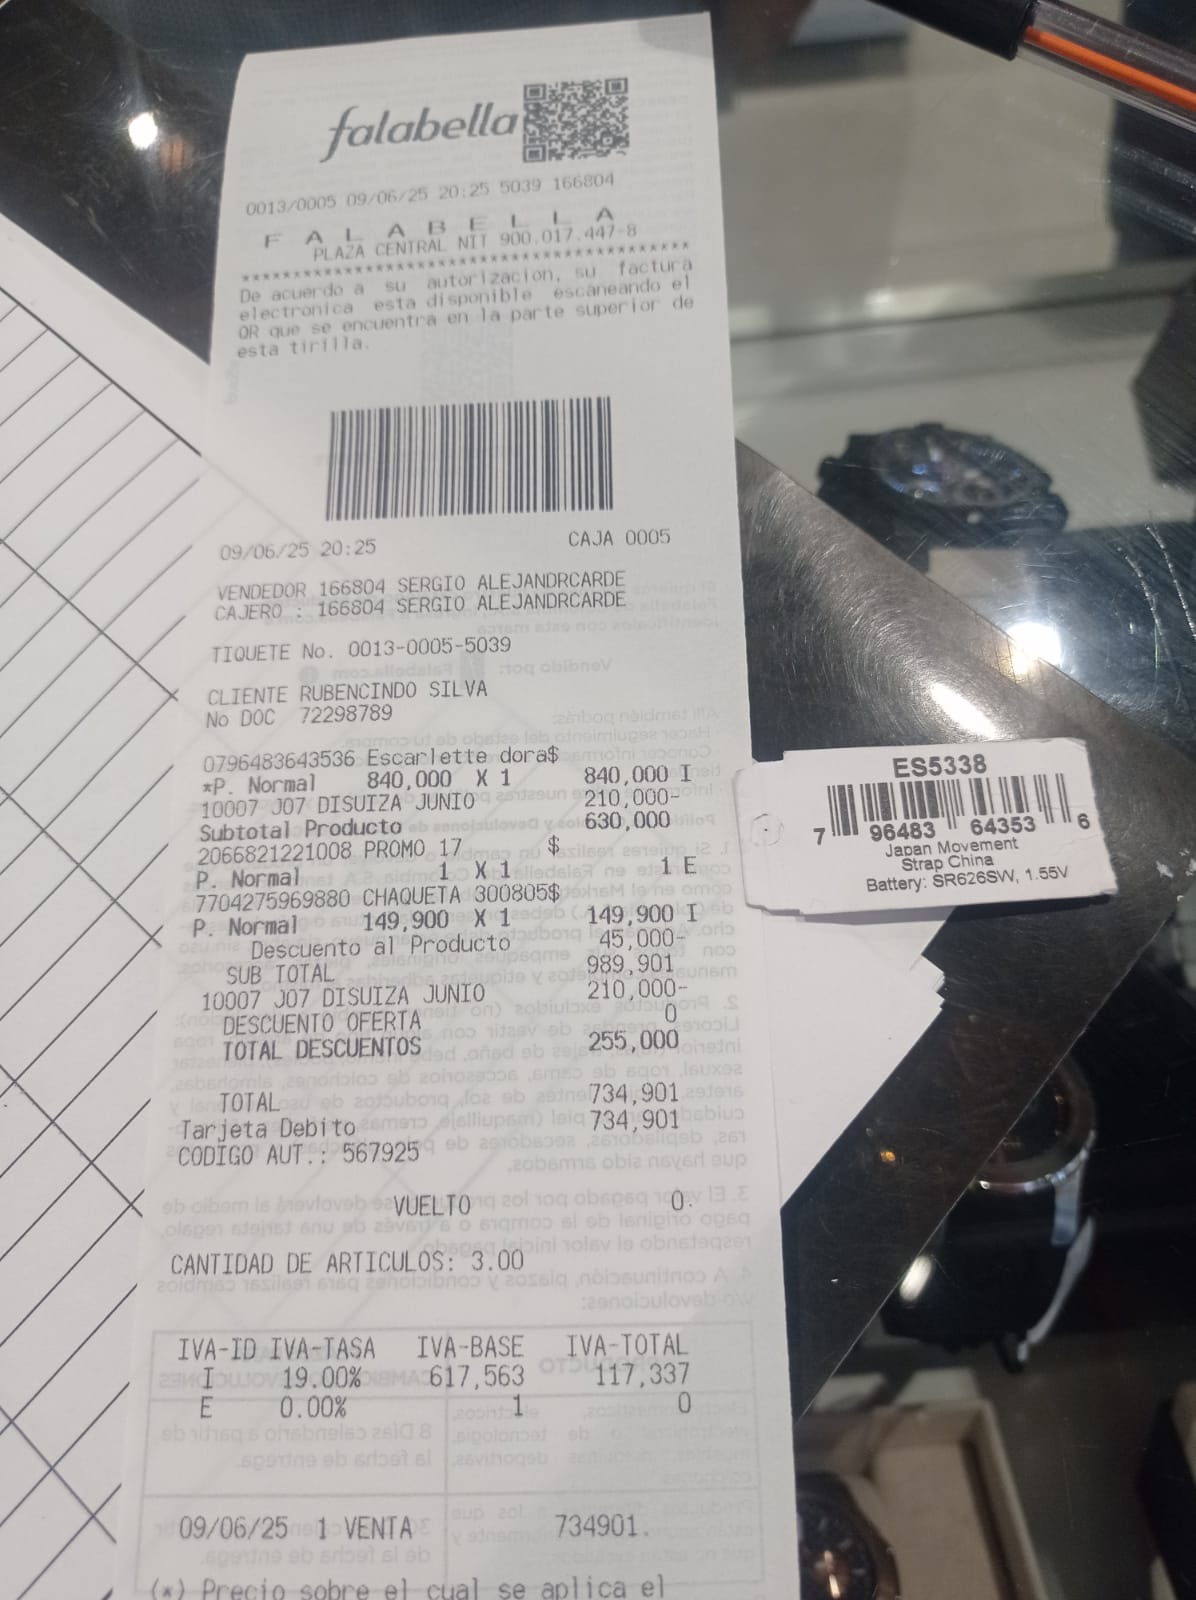 falabella
0013/0005 09/06/25 20:25 5039 166804
F A L A B E L L A
PLAZA CENTRAL NIT 900.017.447-8
******************************************
De acuerdo a su autorizacion, su factura
electronica esta disponible escaneando el
QR que se encuentra en la parte superior de
esta tirilla.
09/06/25 20:25 CAJA 0005
VENDEDOR 166804 SERGIO ALEJANDRCARDE
CAJERO : 166804 SERGIO ALEJANDRCARDE
TIQUETE No. 0013-0005-5039
CLIENTE RUBENCINDO SILVA
No DOC 72298789
0796483643536 Escarlette dora$
*P. Normal 840,000 X 1 840,000 I
10007 J07 DISUIZA JUNIO 210,000-
Subtotal Producto 630,000
2066821221008 PROMO 17 $
P. Normal 1 X 1 1 E
7704275969880 CHAQUETA 300805$
P. Normal 149,900 X 1 149,900 I
Descuento al Producto 45,000-
SUB TOTAL 989,901
10007 J07 DISUIZA JUNIO 210,000-
DESCUENTO OFERTA 0
TOTAL DESCUENTOS 255,000
TOTAL 734,901
Tarjeta Debito 734,901
CODIGO AUT.: 567925
VUELTO 0.
CANTIDAD DE ARTICULOS: 3.00
IVA-ID IVA-TASA IVA-BASE IVA-TOTAL
I 19.00% 617,563 117,337
E 0.00% 1 0
09/06/25 1 VENTA 734901.
(*) Precio sobre el cual se aplica el
ES5338
7 96483 64353 6
Japan Movement
Strap China
Battery: SR626SW, 1.55V